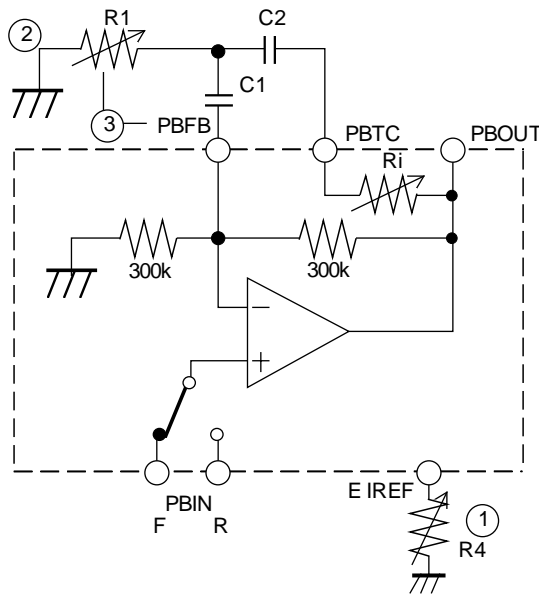 2 R1 C2
C1
3 PBFB PBTC PBOUT
Ri
300k 300k
−
+
PBIN E IREF
F R 1
R4